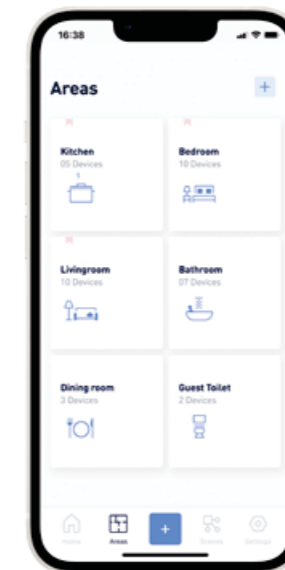 16:38
Areas
+
Kitchen
05 Devices
Bedroom
10 Devices
Livingroom
10 Devices
Bathroom
07 Devices
Dining room
3 Devices
Guest Toilet
2 Devices
Home
Areas
+
Scenes
Settings